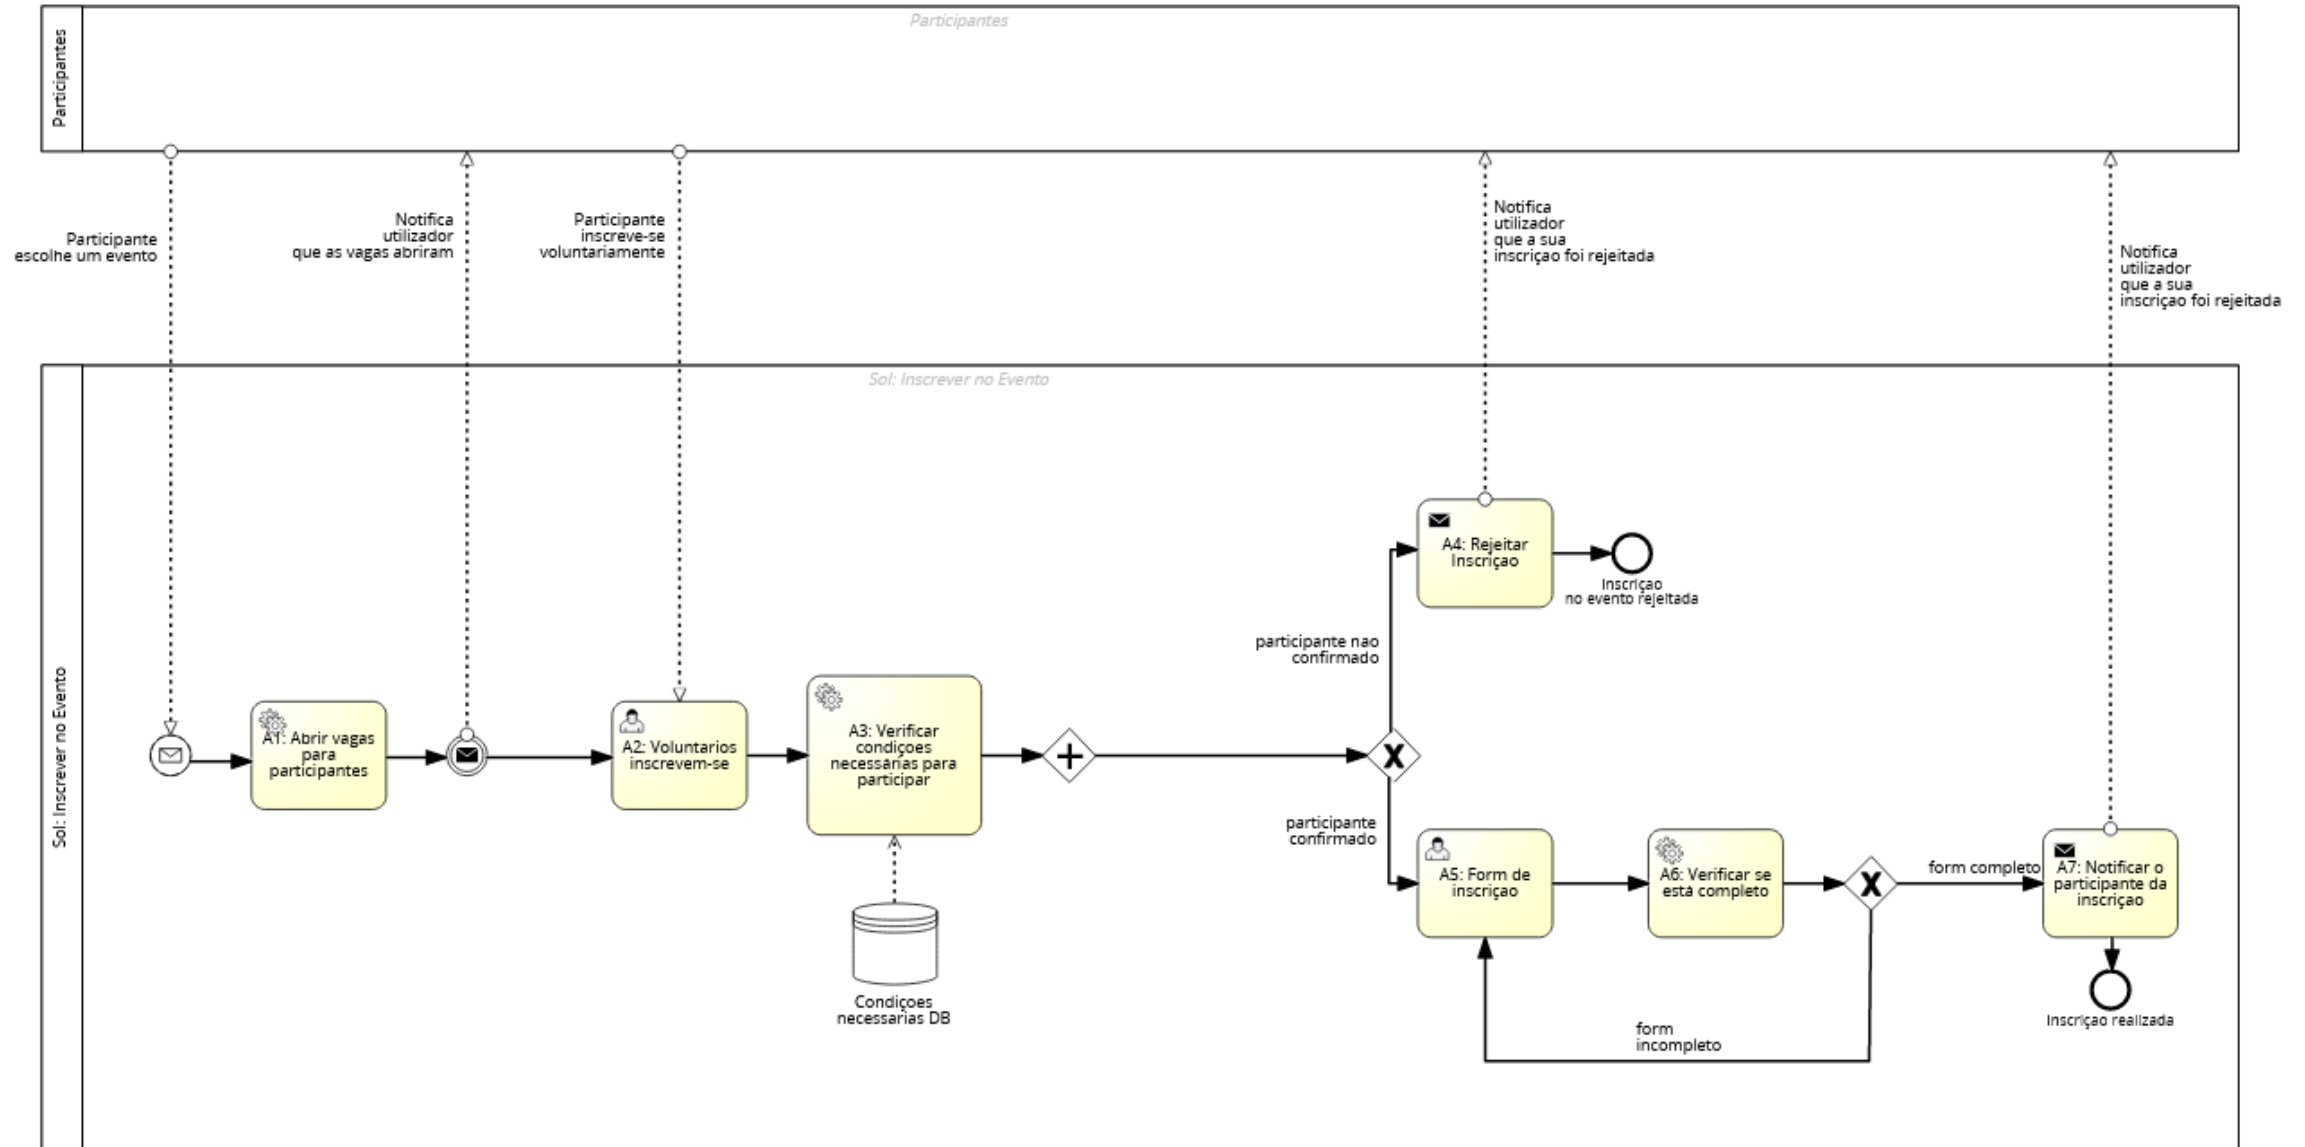 Participantes
Participantes
Participante
escolhe um evento
Notifica
utilizador
que as vagas abriram
Participante
inscreve-se
voluntariamente
Notifica
utilizador
que a sua
inscriçao foi rejeitada
Notifica
utilizador
que a sua
inscriçao foi rejeitada
Sol: Inscrever no Evento
Sol: Inscrever no Evento
A1: Abrir vagas
para
participantes
A2: Voluntarios
inscrevem-se
A3: Verificar
condiçoes
necessárias para
participar
Condiçoes
necessarias DB
participante nao
confirmado
participante
confirmado
A4: Rejeitar
Inscriçao
Inscriçao
no evento rejeitada
A5: Form de
inscriçao
A6: Verificar se
está completo
form completo
A7: Notificar o
participante da
inscriçao
form
incompleto
Inscriçao realizada